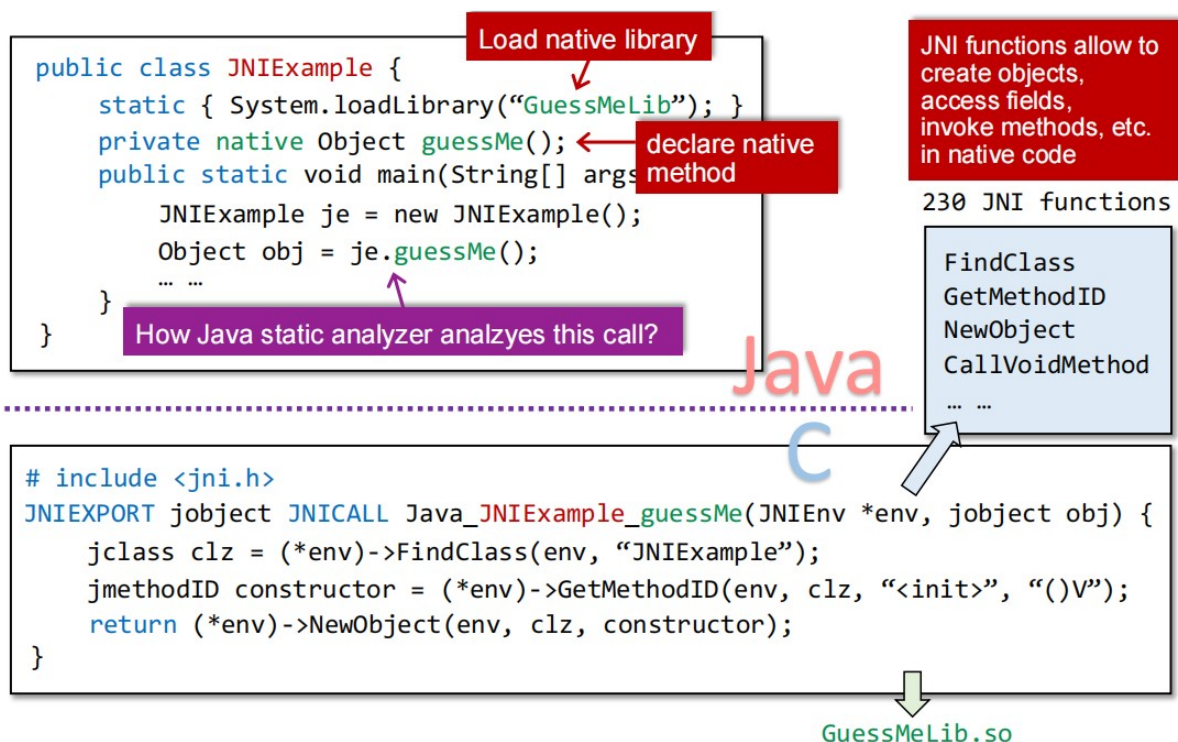 Load native library
public class JNIExample {
static { System.loadLibrary(“GuessMeLib”); }
private native Object guessMe();
declare native
method
public static void main(String[] args
JNIExample je = new JNIExample();
Object obj = je.guessMe();
… …
}
How Java static analyzer analzyes this call?
}
JNI functions allow to
create objects,
access fields,
invoke methods, etc.
in native code
230 JNI functions
FindClass
GetMethodID
NewObject
CallVoidMethod
… …
Java
C
# include <jni.h>
JNIEXPORT jobject JNICALL Java_JNIExample_guessMe(JNIEnv *env, jobject obj) {
jclass clz = (*env)->FindClass(env, “JNIExample”);
jmethodID constructor = (*env)->GetMethodID(env, clz, “<init>”, “()V”);
return (*env)->NewObject(env, clz, constructor);
}
GuessMeLib.so